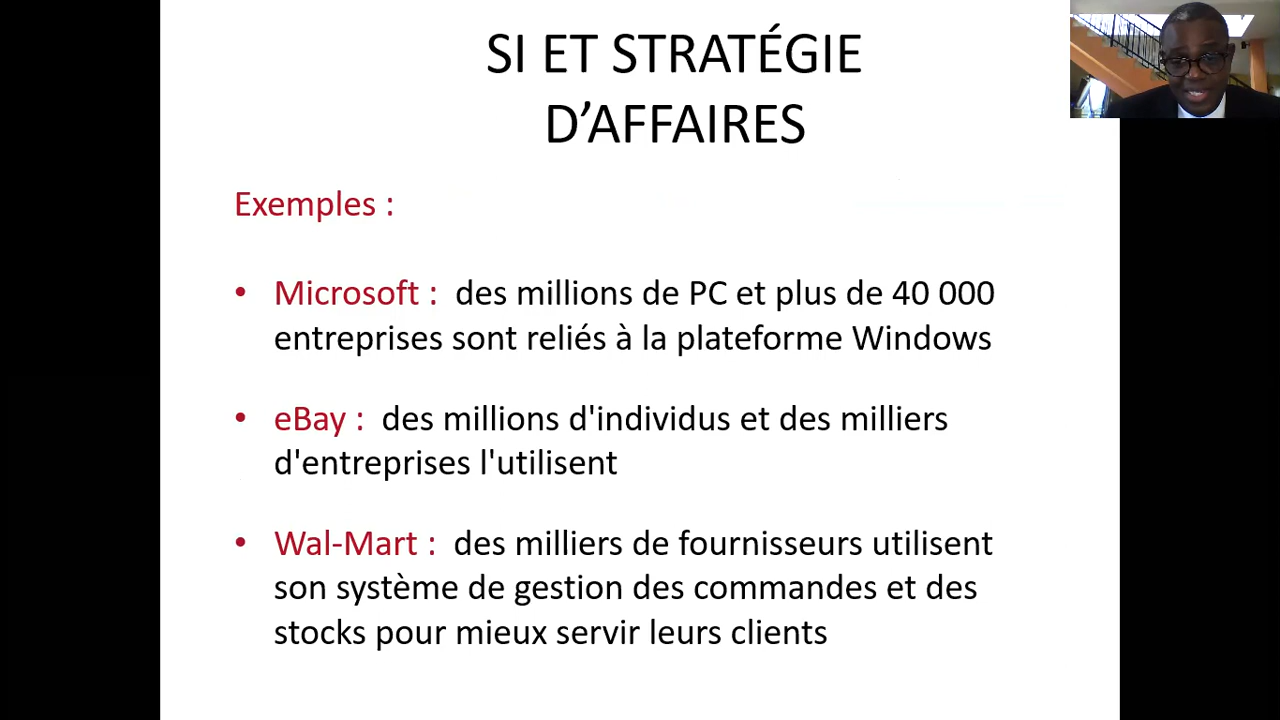 SI ET STRATÉGIE
D’AFFAIRES
Exemples :
• Microsoft : des millions de PC et plus de 40 000
entreprises sont reliés à la plateforme Windows
• eBay : des millions d'individus et des milliers
d'entreprises l'utilisent
• Wal-Mart : des milliers de fournisseurs utilisent
son système de gestion des commandes et des
stocks pour mieux servir leurs clients